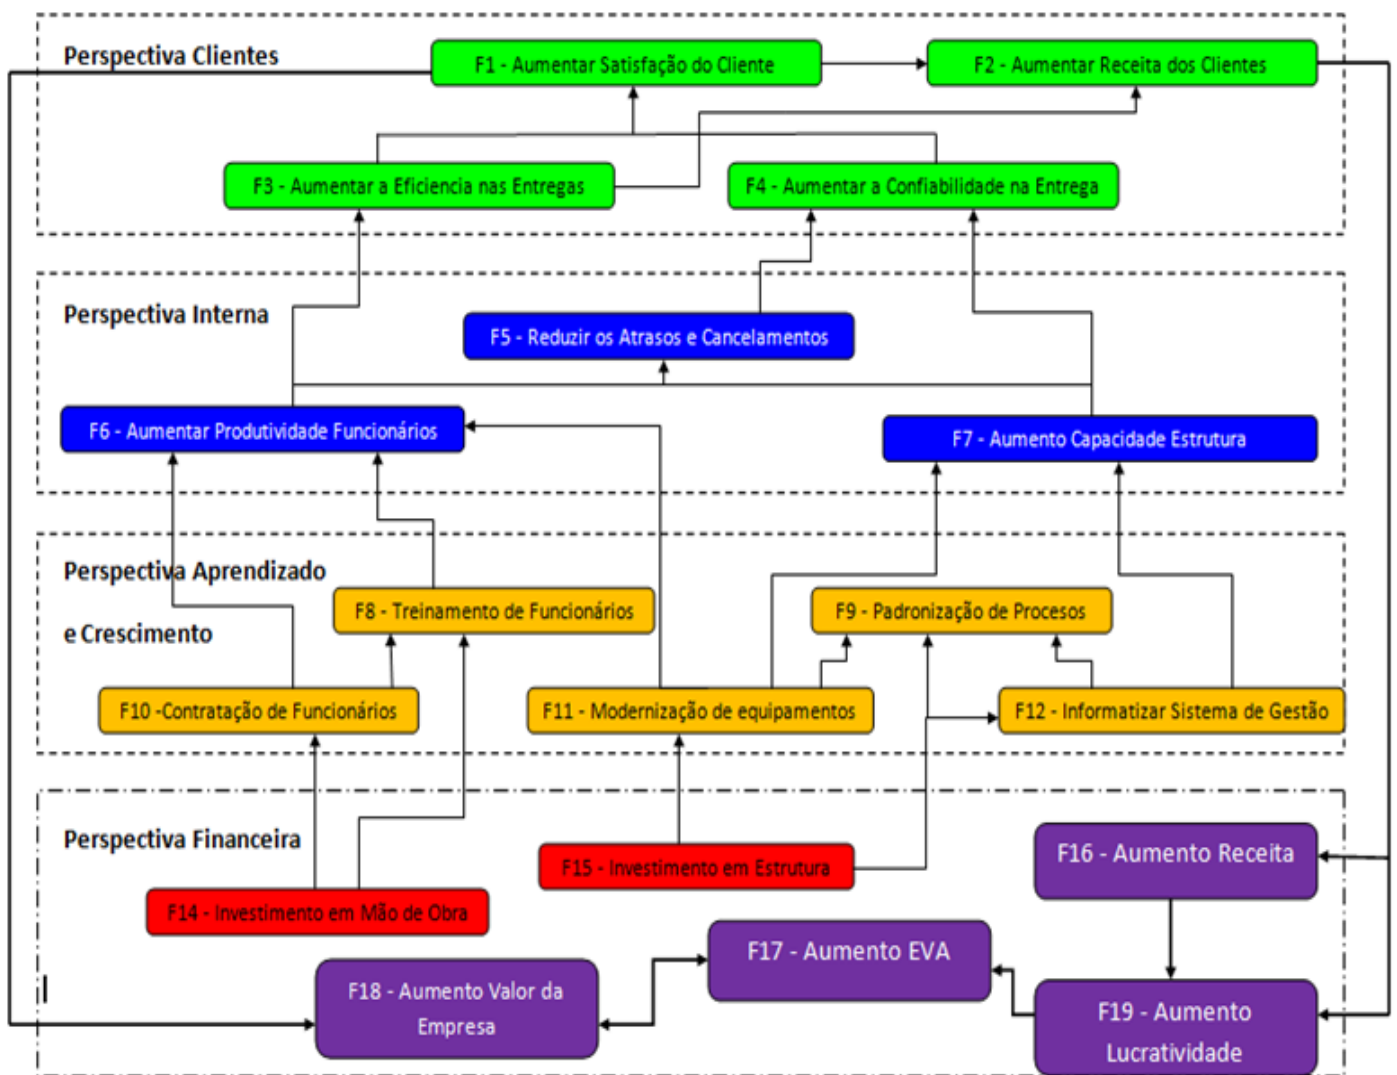 Perspectiva Clientes
F1 - Aumentar Satisfação do Cliente
F2 - Aumentar Receita dos Clientes
F3 - Aumentar a Eficiencia nas Entregas
F4 - Aumentar a Confiabilidade na Entrega
Perspectiva Interna
F5 - Reduzir os Atrasos e Cancelamentos
F6 - Aumentar Produtividade Funcionários
F7 - Aumento Capacidade Estrutura
Perspectiva Aprendizado
e Crescimento
F8 - Treinamento de Funcionários
F9 - Padronização de Processos
F10 -Contratação de Funcionários
F11 - Modernização de equipamentos
F12 - Informatizar Sistema de Gestão
Perspectiva Financeira
F15 - Investimento em Estrutura
F16 - Aumento Receita
F14 - Investimento em Mão de Obra
F17 - Aumento EVA
F18 - Aumento Valor da
Empresa
F19 - Aumento
Lucratividade